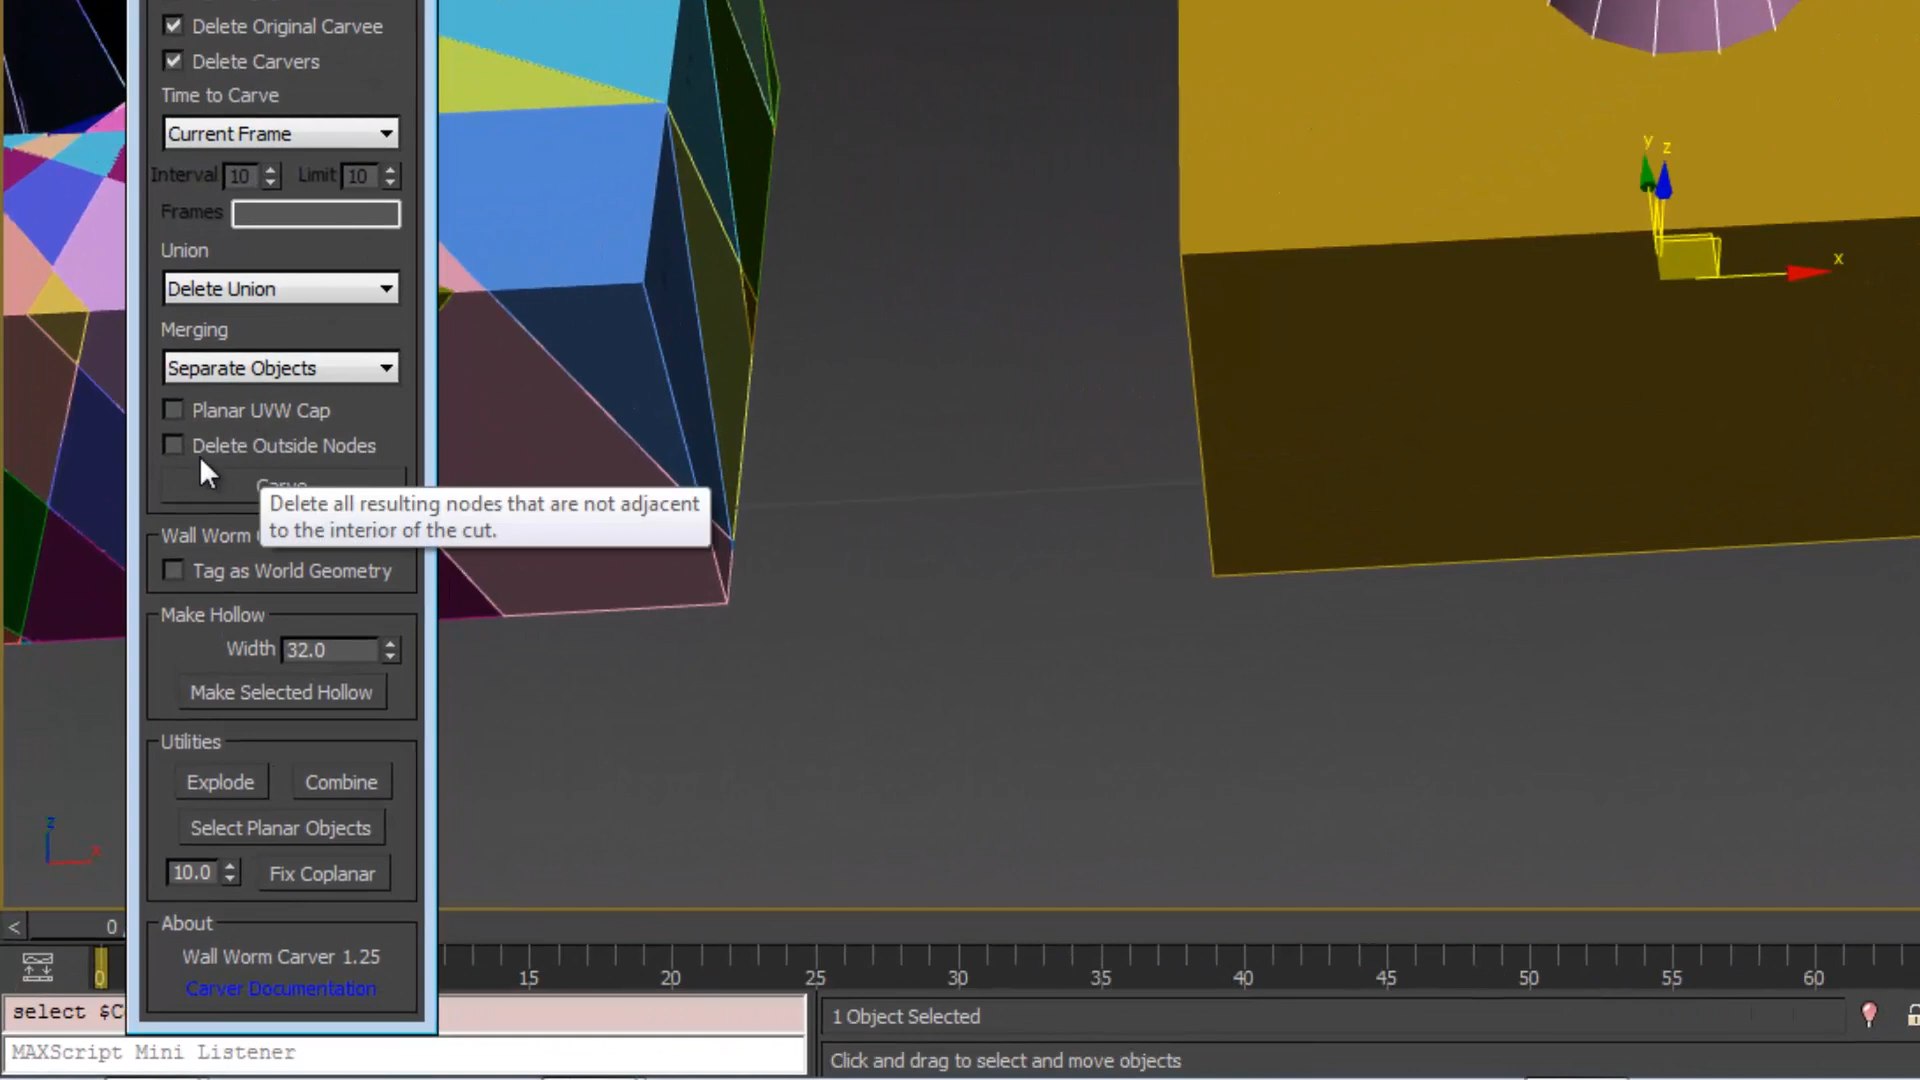 Delete Original Carvee
Delete Carvers
Time to Carve
Current Frame
Interval 10 Limit 10
Frames
Union
Delete Union
Merging
Separate Objects
Planar UVW Cap
Delete Outside Nodes
Carve
Delete all resulting nodes that are not adjacent
to the interior of the cut.
Wall Worm
Tag as World Geometry
Make Hollow
Width 32.0
Make Selected Hollow
Utilities
Explode Combine
Select Planar Objects
10.0 Fix Coplanar
About
Wall Worm Carver 1.25
Carver Documentation
y z
x
z
x
< 0
0 15 20 25 30 35 40 45 50 55 60
select $C
MAXScript Mini Listener
1 Object Selected
Click and drag to select and move objects